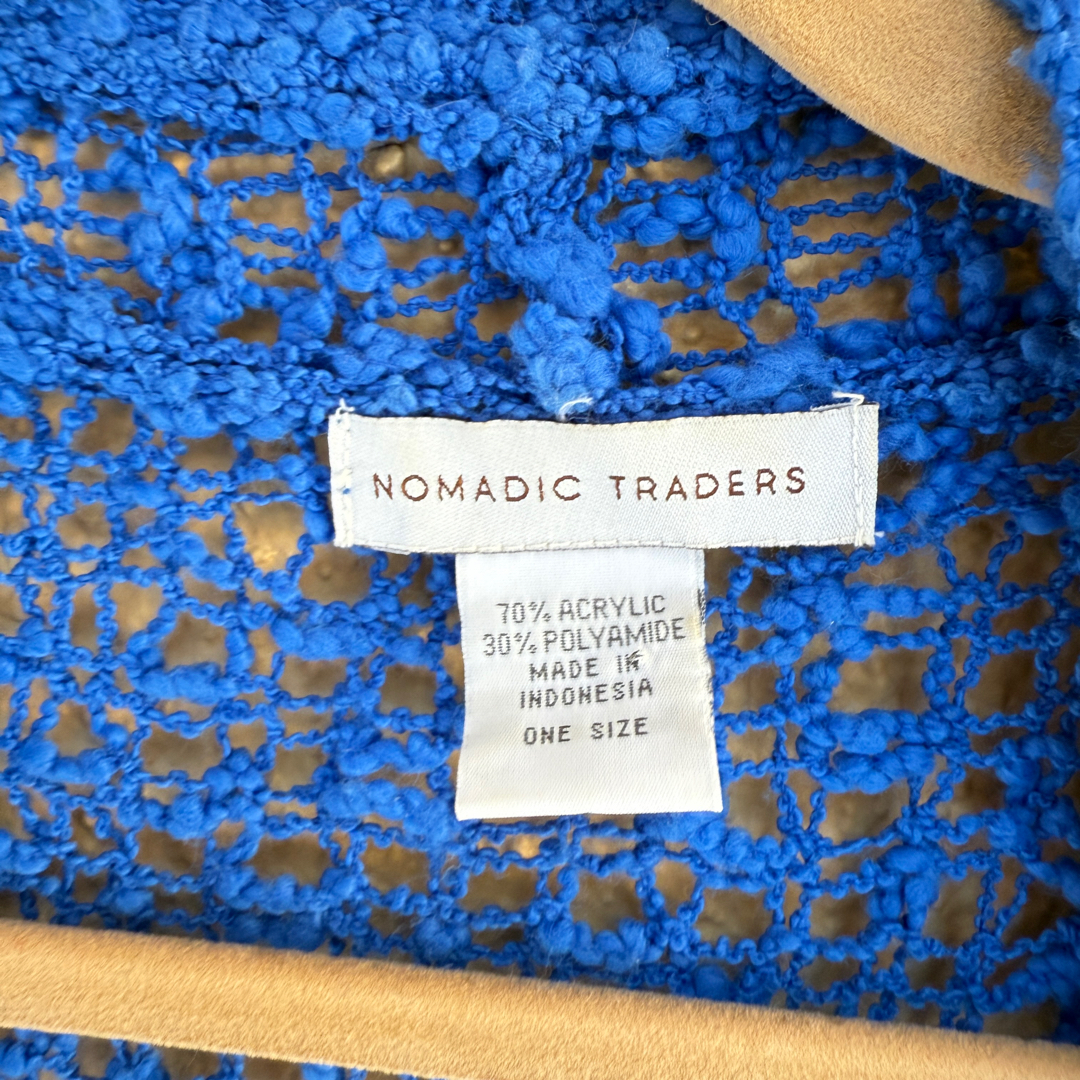 NOMADIC TRADERS
70% ACRYLIC
30% POLYAMIDE
MADE IN
INDONESIA
ONE SIZE